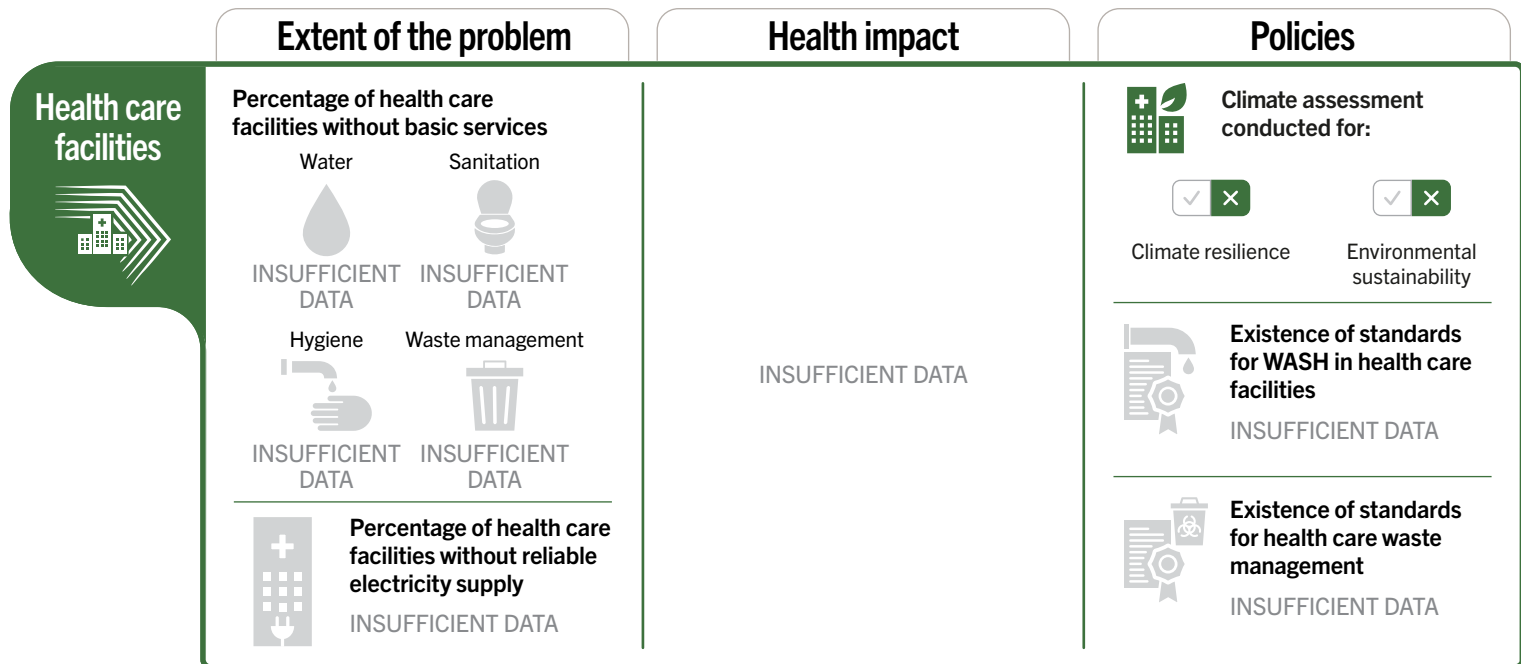 Extent of the problem
Health impact
Policies
Health care
facilities
Percentage of health care
facilities without basic services
Water
Sanitation
INSUFFICIENT
DATA
INSUFFICIENT
DATA
Hygiene
Waste management
INSUFFICIENT
DATA
INSUFFICIENT
DATA
Percentage of health care
facilities without reliable
electricity supply
INSUFFICIENT DATA
INSUFFICIENT DATA
Climate assessment
conducted for:
Climate resilience
Environmental
sustainability
Existence of standards
for WASH in health care
facilities
INSUFFICIENT DATA
Existence of standards
for health care waste
management
INSUFFICIENT DATA